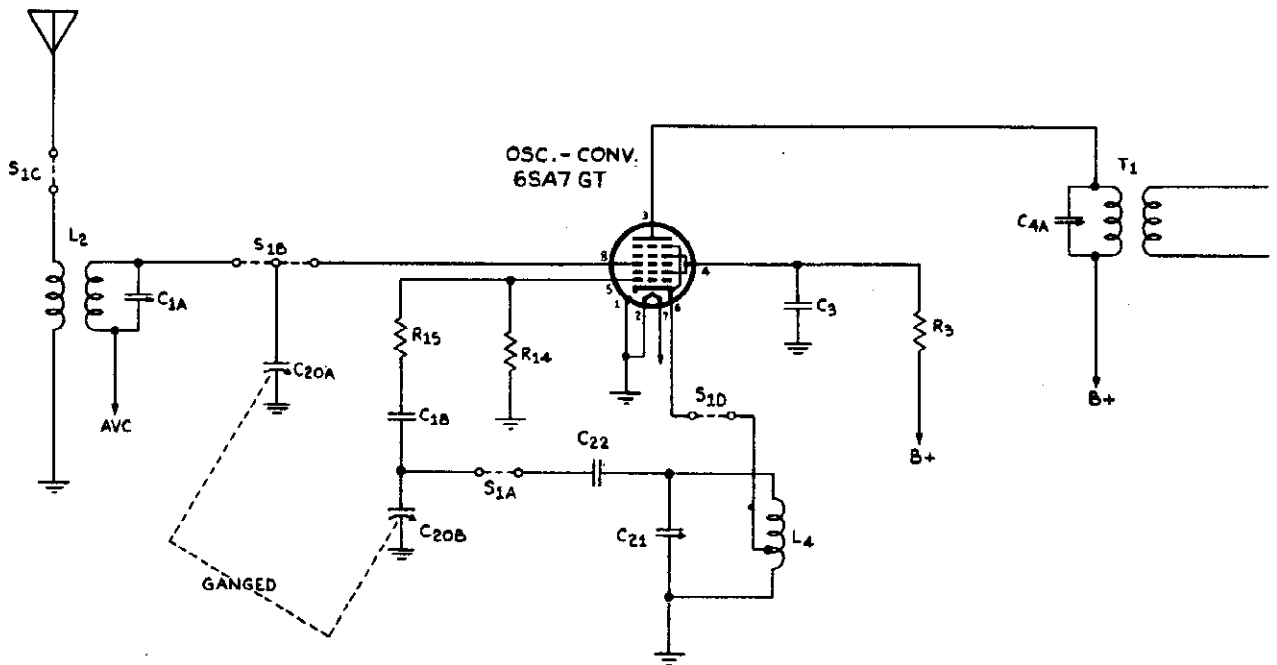 OSC.-CONV.
6SA7 GT
T1
S1C
L2
S1B
C1A
AVC
C20A
GANGED
R15
R14
C1B
C20B
S1A
C22
C21
L4
S1D
3
8
5
1
2
7
6
4
C3
R3
B+
C4A
B+